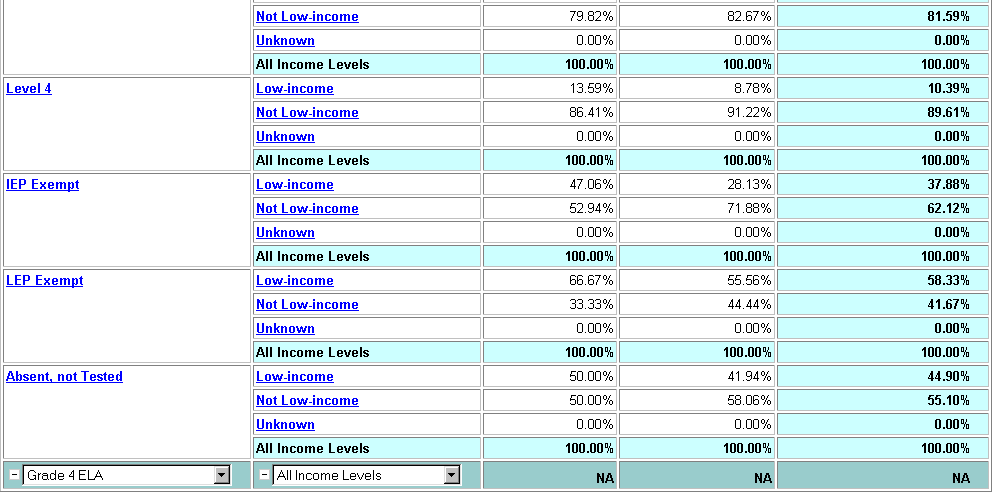 Not Low-income 79.82% 82.67% 81.59%
Unknown 0.00% 0.00% 0.00%
All Income Levels 100.00% 100.00% 100.00%
Level 4 Low-income 13.59% 8.78% 10.39%
Not Low-income 86.41% 91.22% 89.61%
Unknown 0.00% 0.00% 0.00%
All Income Levels 100.00% 100.00% 100.00%
IEP Exempt Low-income 47.06% 28.13% 37.88%
Not Low-income 52.94% 71.88% 62.12%
Unknown 0.00% 0.00% 0.00%
All Income Levels 100.00% 100.00% 100.00%
LEP Exempt Low-income 66.67% 55.56% 58.33%
Not Low-income 33.33% 44.44% 41.67%
Unknown 0.00% 0.00% 0.00%
All Income Levels 100.00% 100.00% 100.00%
Absent, not Tested Low-income 50.00% 41.94% 44.90%
Not Low-income 50.00% 58.06% 55.10%
Unknown 0.00% 0.00% 0.00%
All Income Levels 100.00% 100.00% 100.00%
Grade 4 ELA All Income Levels NA NA NA